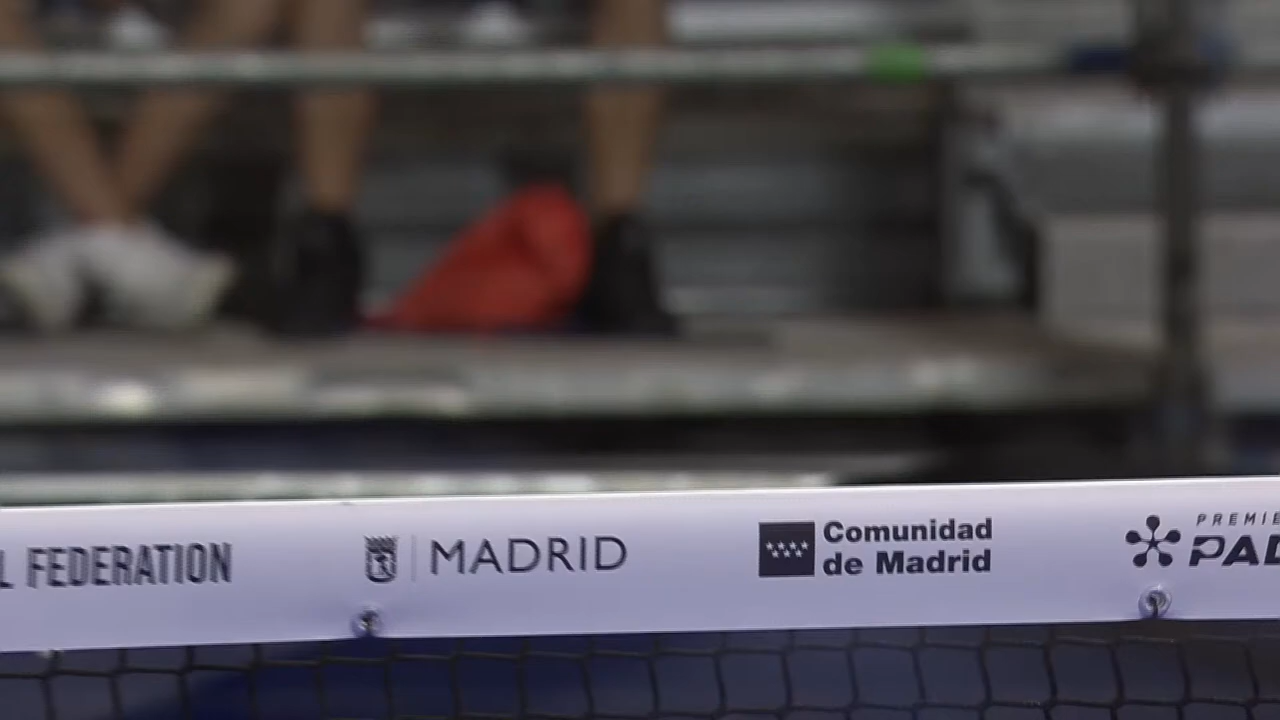 L FEDERATION
MADRID
Comunidad
de Madrid
PREMIE
PAD